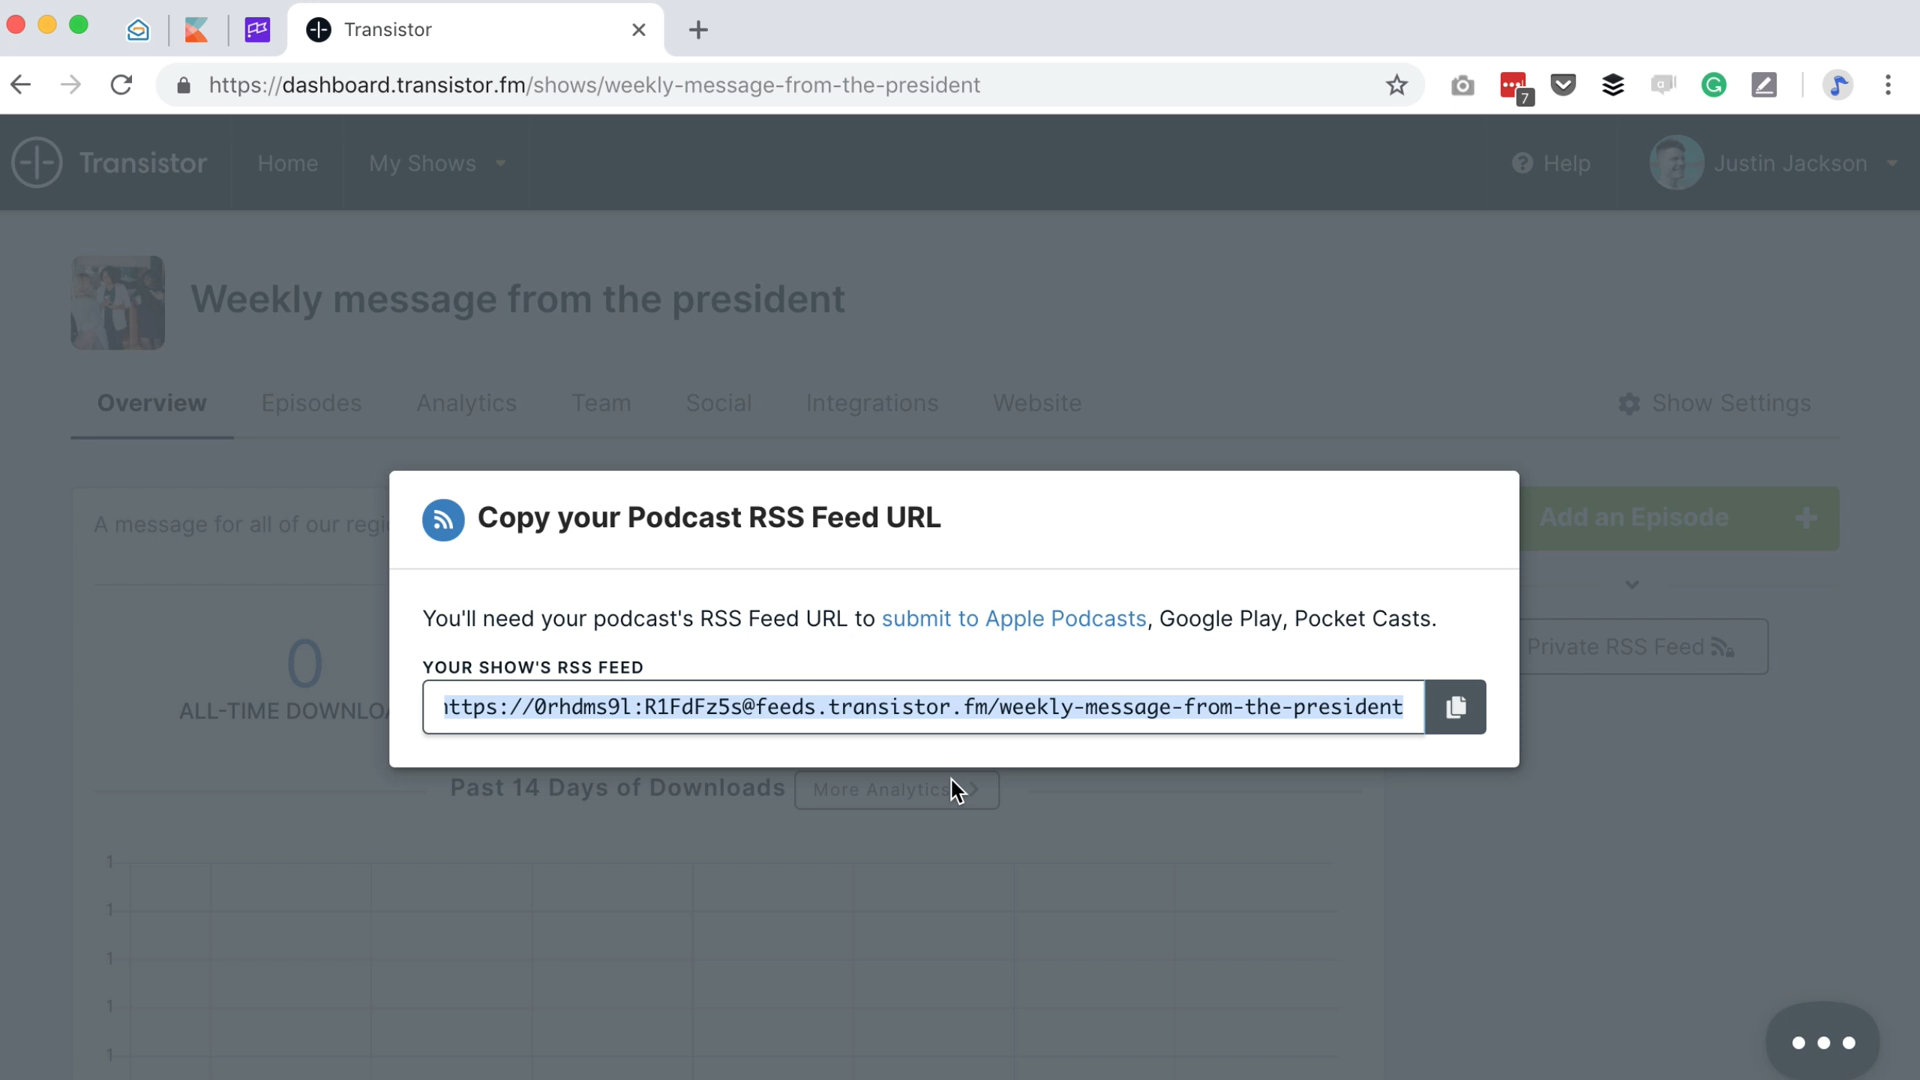 Transistor
https://dashboard.transistor.fm/shows/weekly-message-from-the-president
7
Transistor
Home
My Shows
Help
Justin Jackson
Weekly message from the president
Overview
Episodes
Analytics
Team
Social
Integrations
Website
Show Settings
Copy your Podcast RSS Feed URL
A message for all of our regi
Add an Episode
You'll need your podcast's RSS Feed URL to submit to Apple Podcasts, Google Play, Pocket Casts.
Private RSS Feed
YOUR SHOW'S RSS FEED
https://0rhdms9l:R1FdFz5s@feeds.transistor.fm/weekly-message-from-the-president
0
ALL-TIME DOWNLOA
Past 14 Days of Downloads
More Analytics
1
1
1
1
1